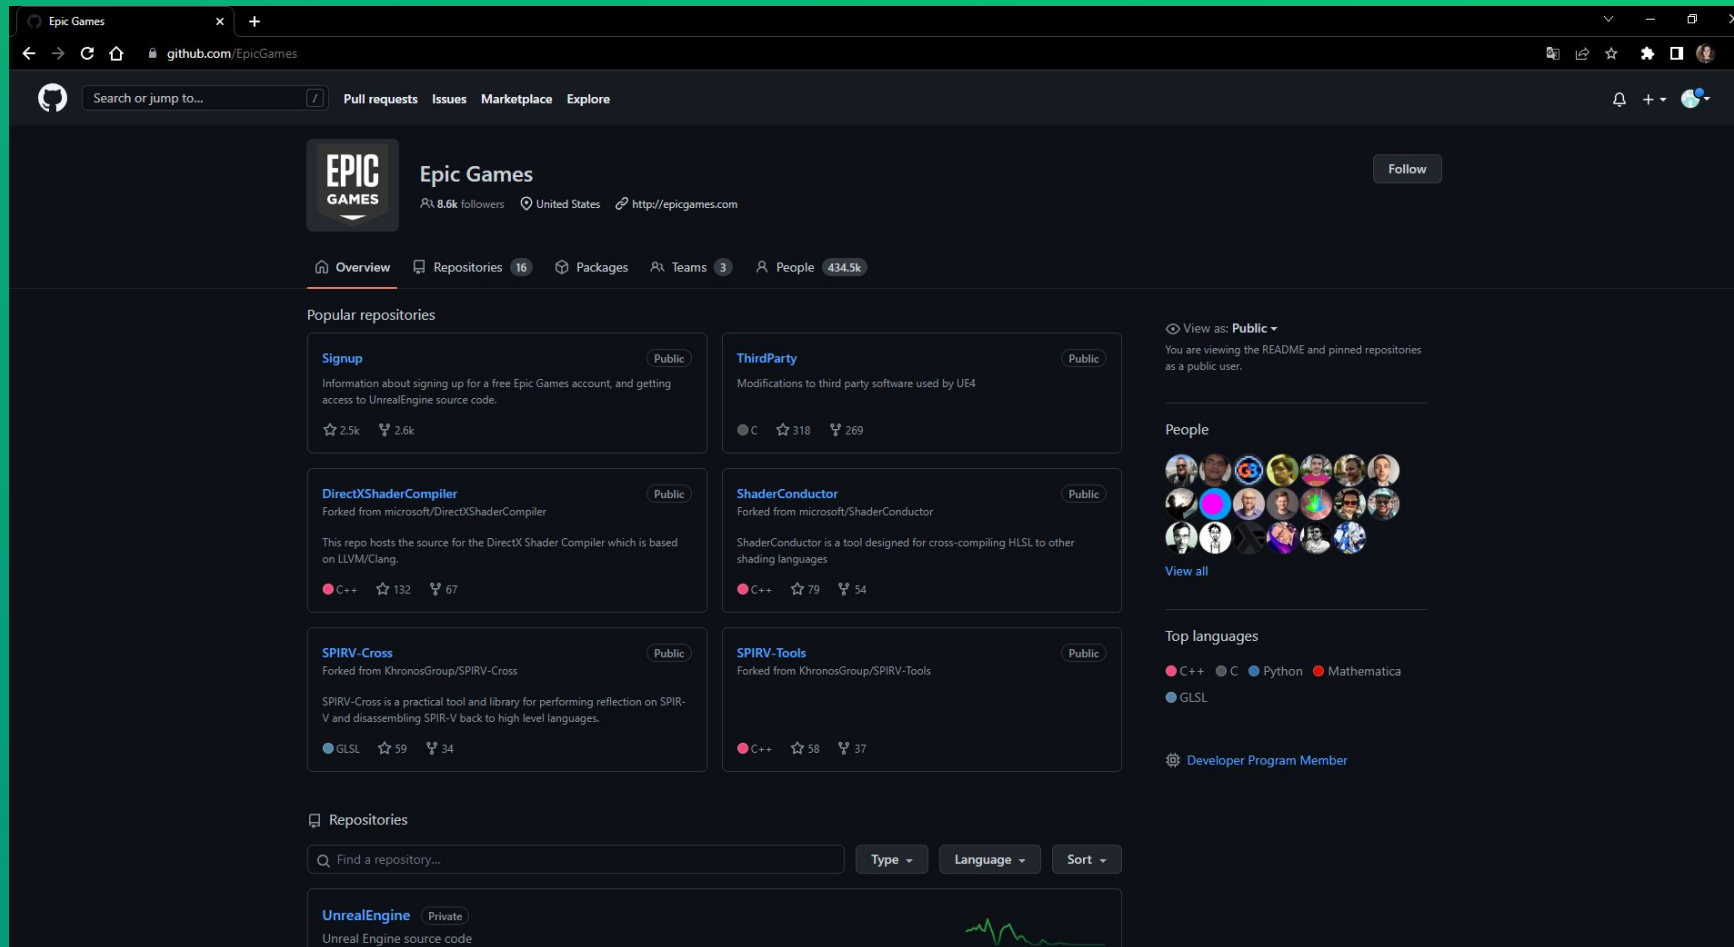 Epic Games
github.com/EpicGames
Search or jump to... / Pull requests Issues Marketplace Explore
EPIC
GAMES
Epic Games
8.6k followers United States http://epicgames.com
Follow
Overview Repositories 16 Packages Teams 3 People 434.5k
Popular repositories
Signup Public
Information about signing up for a free Epic Games account, and getting
access to UnrealEngine source code.
2.5k 2.6k
ThirdParty Public
Modifications to third party software used by UE4
C 318 269
DirectXShaderCompiler Public
Forked from microsoft/DirectXShaderCompiler
This repo hosts the source for the DirectX Shader Compiler which is based
on LLVM/Clang.
C++ 132 67
ShaderConductor Public
Forked from microsoft/ShaderConductor
ShaderConductor is a tool designed for cross-compiling HLSL to other
shading languages
C++ 79 54
SPIRV-Cross Public
Forked from KhronosGroup/SPIRV-Cross
SPIRV-Cross is a practical tool and library for performing reflection on SPIR-
V and disassembling SPIR-V back to high level languages.
GLSL 59 34
SPIRV-Tools Public
Forked from KhronosGroup/SPIRV-Tools
C++ 58 37
Repositories
Find a repository... Type Language Sort
UnrealEngine Private
Unreal Engine source code
View as: Public
You are viewing the README and pinned repositories
as a public user.
People
GB
View all
Top languages
C++ C Python Mathematica
GLSL
Developer Program Member